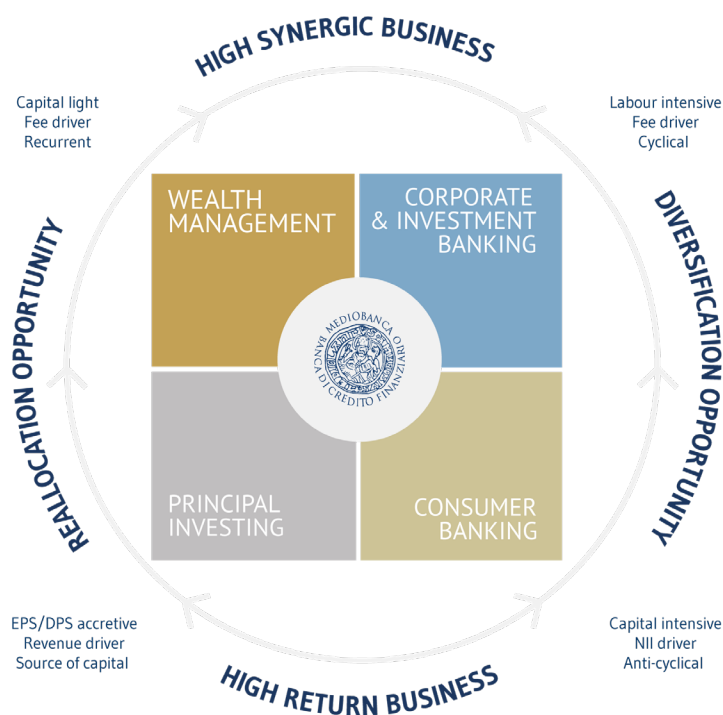 HIGH SYNERGIC BUSINESS
Capital light
Fee driver
Recurrent
Labour intensive
Fee driver
Cyclical
WEALTH
MANAGEMENT
CORPORATE
& INVESTMENT
BANKING
REALLOCATION OPPORTUNITY
DIVERSIFICATION OPPORTUNITY
MEDIOBANCA
BANCA DI CREDITO FINANZIARIO
PRINCIPAL
INVESTING
CONSUMER
BANKING
EPS/DPS accretive
Revenue driver
Source of capital
Capital intensive
NII driver
Anti-cyclical
HIGH RETURN BUSINESS